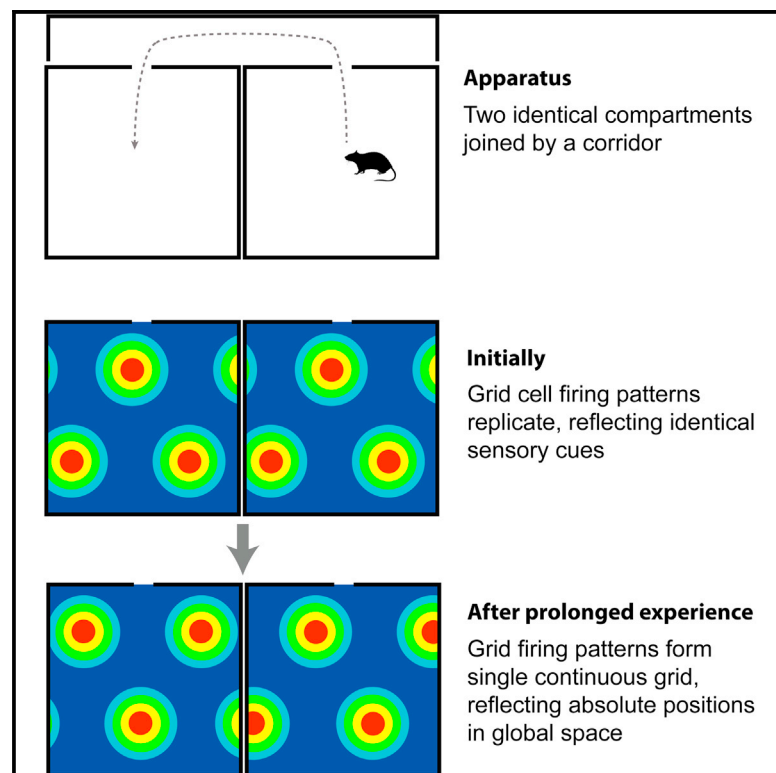 Apparatus
Two identical compartments
joined by a corridor
Initially
Grid cell firing patterns
replicate, reflecting identical
sensory cues
After prolonged experience
Grid firing patterns form
single continuous grid,
reflecting absolute positions
in global space